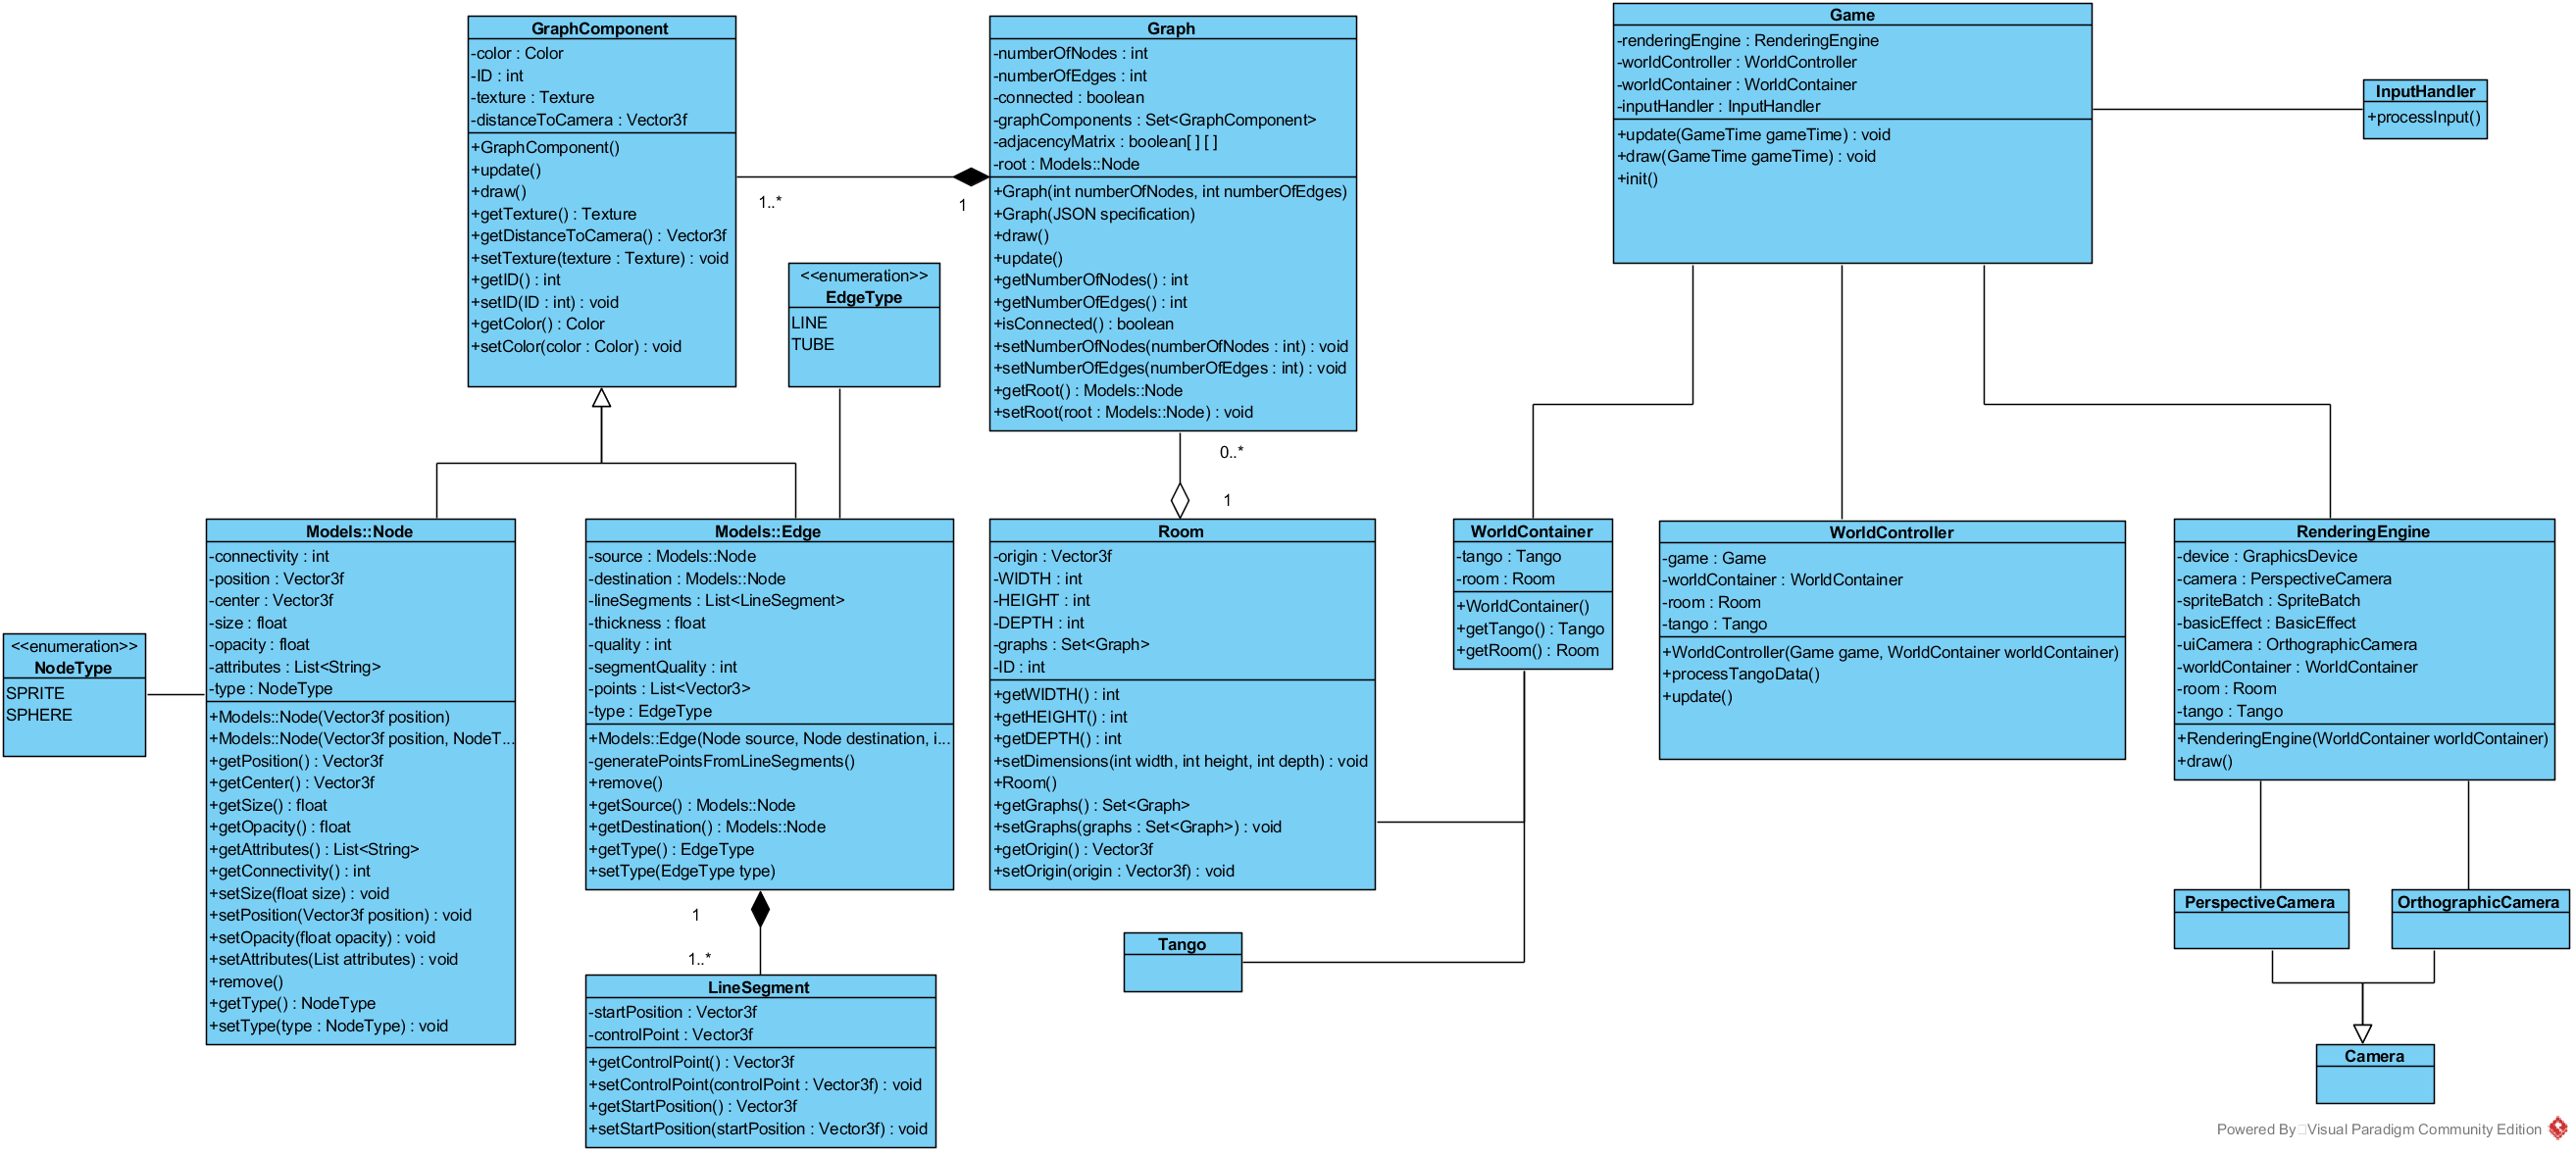 GraphComponent
-color : Color
-ID : int
-texture : Texture
-distanceToCamera : Vector3f
+GraphComponent()
+update()
+draw()
+getTexture() : Texture
+getDistanceToCamera() : Vector3f
+setTexture(texture : Texture) : void
+getID() : int
+setID(ID : int) : void
+getColor() : Color
+setColor(color : Color) : void
1..*
1
Graph
-numberOfNodes : int
-numberOfEdges : int
-connected : boolean
-graphComponents : Set<GraphComponent>
-adjacencyMatrix : boolean[ ] [ ]
-root : Models::Node
+Graph(int numberOfNodes, int numberOfEdges)
+Graph(JSON specification)
+draw()
+update()
+getNumberOfNodes() : int
+getNumberOfEdges() : int
+isConnected() : boolean
+setNumberOfNodes(numberOfNodes : int) : void
+setNumberOfEdges(numberOfEdges : int) : void
+getRoot() : Models::Node
+setRoot(root : Models::Node) : void
<<enumeration>>
EdgeType
LINE
TUBE
0..*
1
Game
-renderingEngine : RenderingEngine
-worldController : WorldController
-worldContainer : WorldContainer
-inputHandler : InputHandler
+update(GameTime gameTime) : void
+draw(GameTime gameTime) : void
+init()
InputHandler
+processInput()
<<enumeration>>
NodeType
SPRITE
SPHERE
Models::Node
-connectivity : int
-position : Vector3f
-center : Vector3f
-size : float
-opacity : float
-attributes : List<String>
-type : NodeType
+Models::Node(Vector3f position)
+Models::Node(Vector3f position, NodeT...
+getPosition() : Vector3f
+getCenter() : Vector3f
+getSize() : float
+getOpacity() : float
+getAttributes() : List<String>
+getConnectivity() : int
+setSize(float size) : void
+setPosition(Vector3f position) : void
+setOpacity(float opacity) : void
+setAttributes(List attributes) : void
+remove()
+getType() : NodeType
+setType(type : NodeType) : void
Models::Edge
-source : Models::Node
-destination : Models::Node
-lineSegments : List<LineSegment>
-thickness : float
-quality : int
-segmentQuality : int
-points : List<Vector3>
-type : EdgeType
+Models::Edge(Node source, Node destination, i...
-generatePointsFromLineSegments()
+remove()
+getSource() : Models::Node
+getDestination() : Models::Node
+getType() : EdgeType
+setType(EdgeType type)
1
1..*
LineSegment
-startPosition : Vector3f
-controlPoint : Vector3f
+getControlPoint() : Vector3f
+setControlPoint(controlPoint : Vector3f) : void
+getStartPosition() : Vector3f
+setStartPosition(startPosition : Vector3f) : void
Room
-origin : Vector3f
-WIDTH : int
-HEIGHT : int
-DEPTH : int
-graphs : Set<Graph>
-ID : int
+getWIDTH() : int
+getHEIGHT() : int
+getDEPTH() : int
+setDimensions(int width, int height, int depth) : void
+Room()
+getGraphs() : Set<Graph>
+setGraphs(graphs : Set<Graph>) : void
+getOrigin() : Vector3f
+setOrigin(origin : Vector3f) : void
Tango
WorldContainer
-tango : Tango
-room : Room
+WorldContainer()
+getTango() : Tango
+getRoom() : Room
WorldController
-game : Game
-worldContainer : WorldContainer
-room : Room
-tango : Tango
+WorldController(Game game, WorldContainer worldContainer)
+processTangoData()
+update()
RenderingEngine
-device : GraphicsDevice
-camera : PerspectiveCamera
-spriteBatch : SpriteBatch
-basicEffect : BasicEffect
-uiCamera : OrthographicCamera
-worldContainer : WorldContainer
-room : Room
-tango : Tango
+RenderingEngine(WorldContainer worldContainer)
+draw()
PerspectiveCamera
OrthographicCamera
Camera
Powered By Visual Paradigm Community Edition